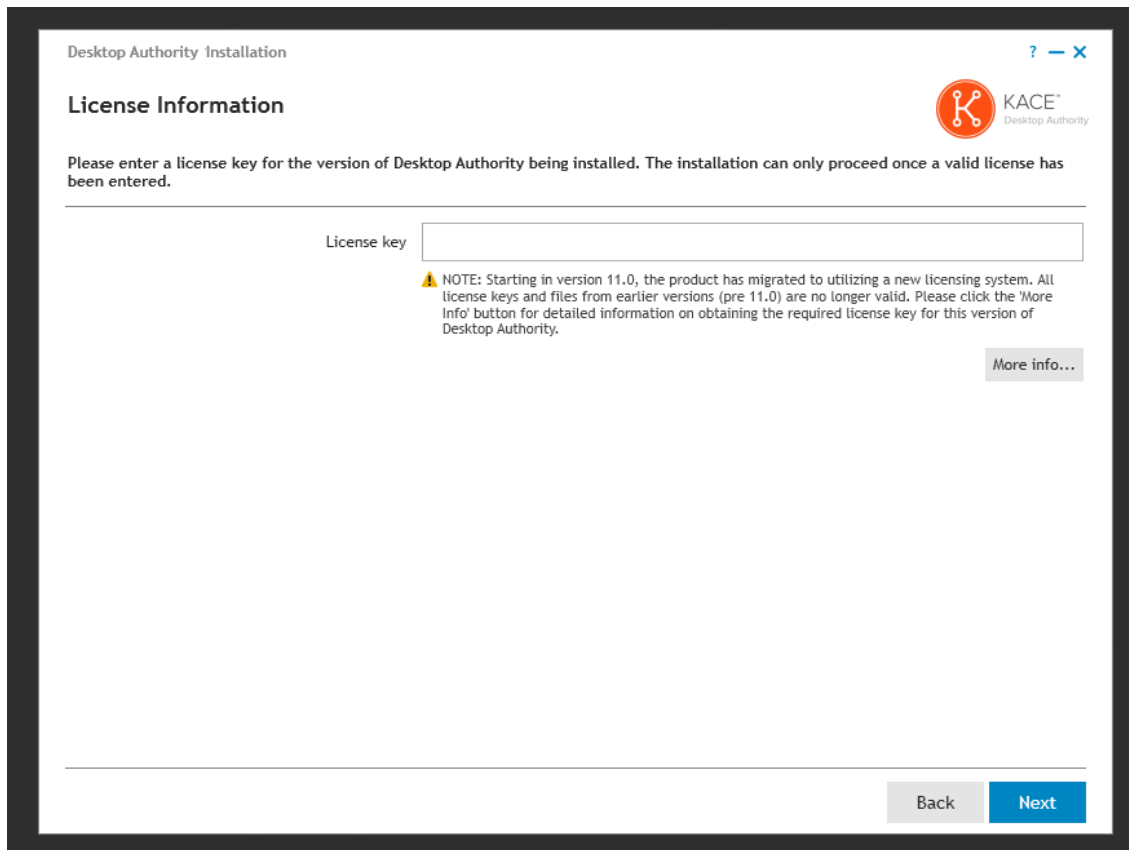 Desktop Authority Installation
? — ×
License Information
KACE™
Desktop Authority
Please enter a license key for the version of Desktop Authority being installed. The installation can only proceed once a valid license has
been entered.
License key
NOTE: Starting in version 11.0, the product has migrated to utilizing a new licensing system. All
license keys and files from earlier versions (pre 11.0) are no longer valid. Please click the 'More
Info' button for detailed information on obtaining the required license key for this version of
Desktop Authority.
More info...
Back
Next